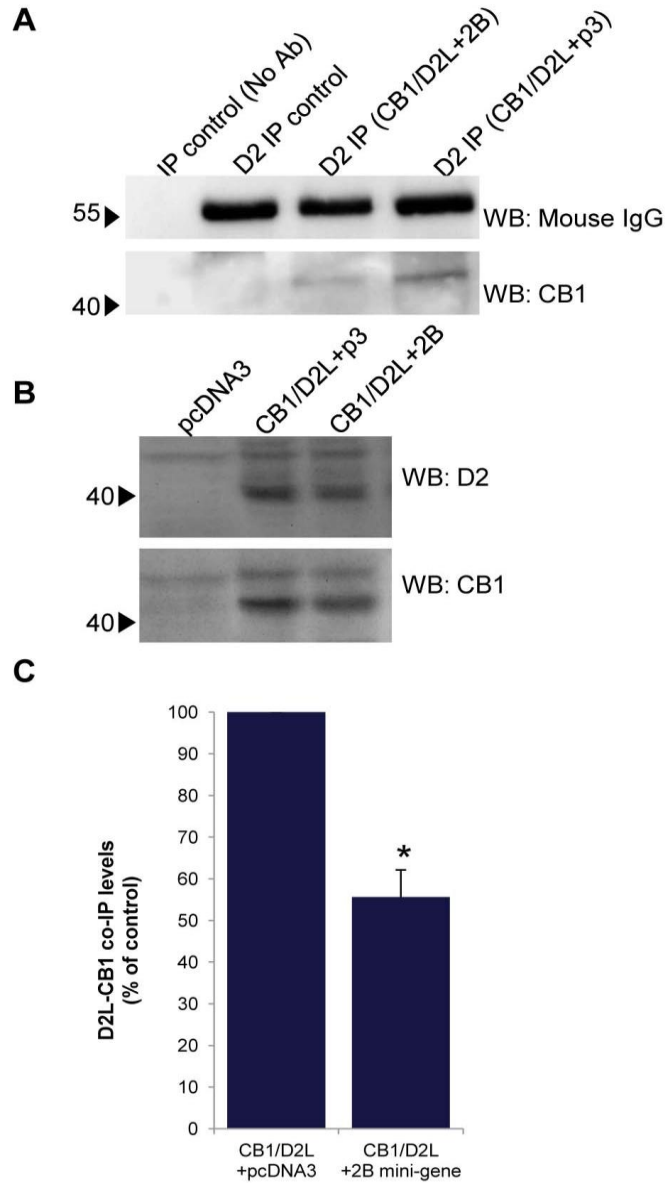 A
IP control (No Ab)
D2 IP control
D2 IP (CB1/D2L+2B)
D2 IP (CB1/D2L+p3)
55
WB: Mouse IgG
40
WB: CB1
B
pcDNA3
CB1/D2L+p3
CB1/D2L+2B
40
WB: D2
40
WB: CB1
C
D2L-CB1 co-IP levels
(% of control)
100
90
80
70
60
50
40
30
20
10
0
*
CB1/D2L
+pcDNA3
CB1/D2L
+2B mini-gene